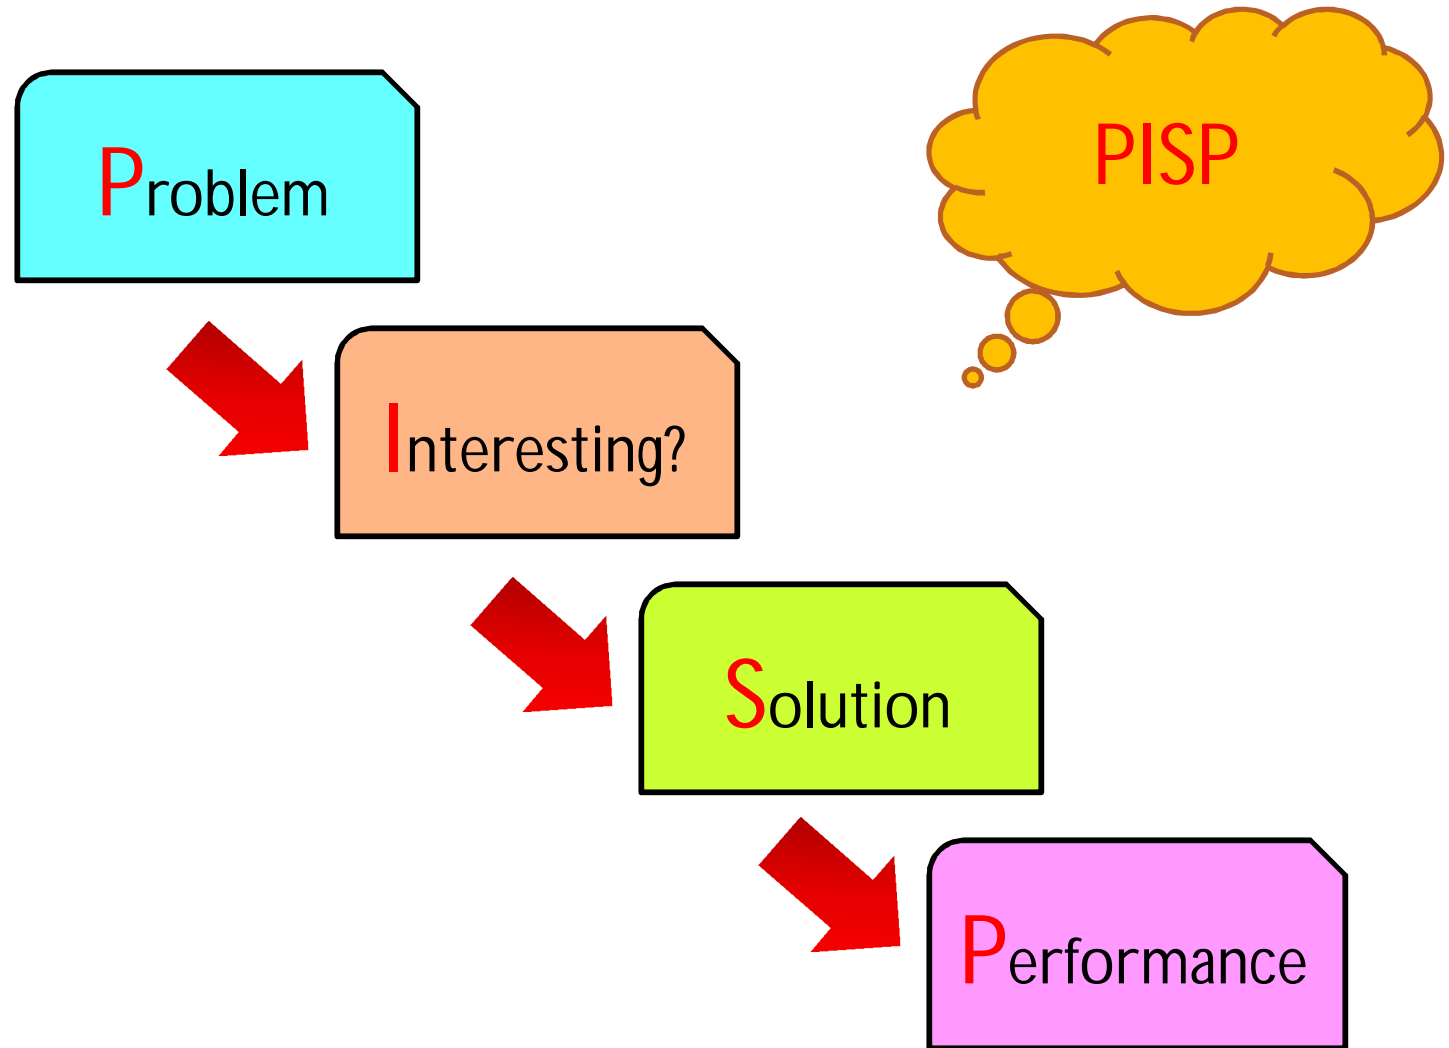 Problem
PISP
Interesting?
Solution
Performance